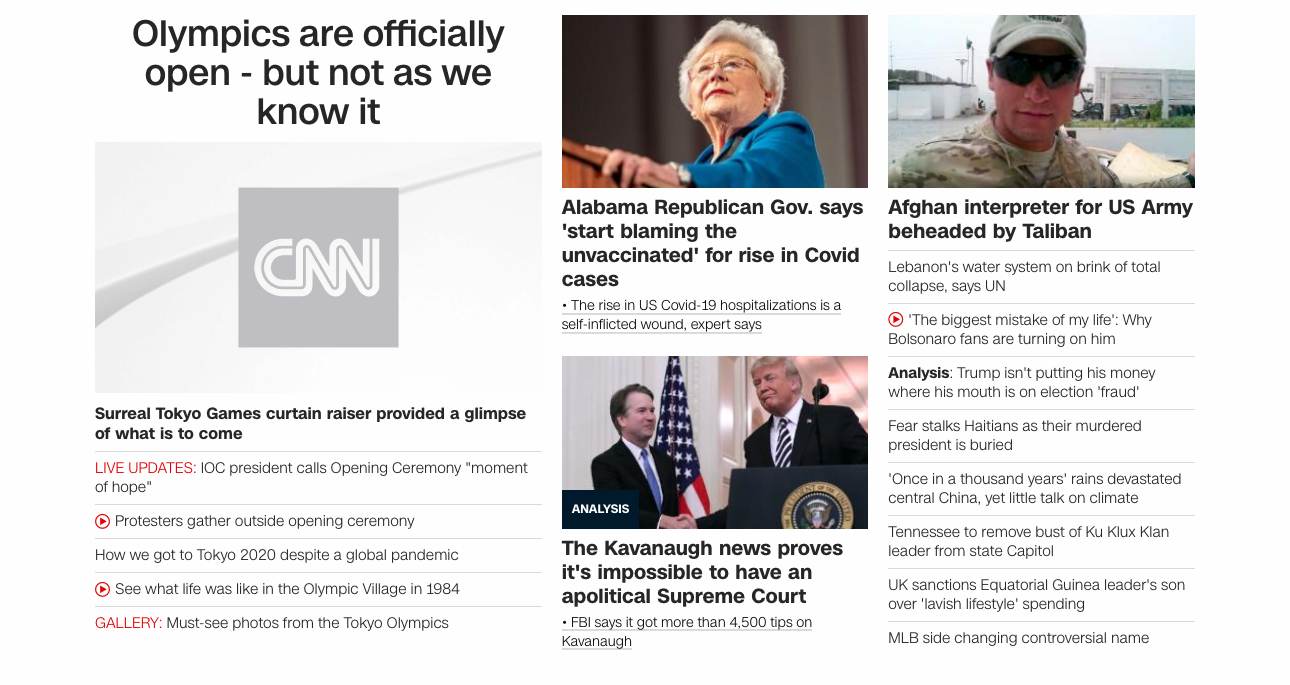 Olympics are officially
open - but not as we
know it
CNN
Surreal Tokyo Games curtain raiser provided a glimpse
of what is to come
LIVE UPDATES: IOC president calls Opening Ceremony "moment
of hope"
Protesters gather outside opening ceremony
How we got to Tokyo 2020 despite a global pandemic
See what life was like in the Olympic Village in 1984
GALLERY: Must-see photos from the Tokyo Olympics
Alabama Republican Gov. says
'start blaming the
unvaccinated' for rise in Covid
cases
• The rise in US Covid-19 hospitalizations is a
self-inflicted wound, expert says
ANALYSIS
The Kavanaugh news proves
it's impossible to have an
apolitical Supreme Court
• FBI says it got more than 4,500 tips on
Kavanaugh
Afghan interpreter for US Army
beheaded by Taliban
Lebanon's water system on brink of total
collapse, says UN
'The biggest mistake of my life': Why
Bolsonaro fans are turning on him
Analysis: Trump isn't putting his money
where his mouth is on election 'fraud'
Fear stalks Haitians as their murdered
president is buried
'Once in a thousand years' rains devastated
central China, yet little talk on climate
Tennessee to remove bust of Ku Klux Klan
leader from state Capitol
UK sanctions Equatorial Guinea leader's son
over 'lavish lifestyle' spending
MLB side changing controversial name